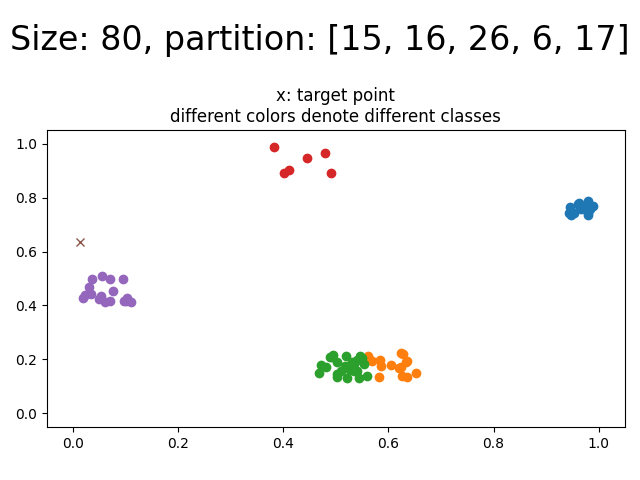 Size: 80, partition: [15, 16, 26, 6, 17]
x: target point
different colors denote different classes
1.0
0.8
0.6
0.4
0.2
0.0
0.0 0.2 0.4 0.6 0.8 1.0